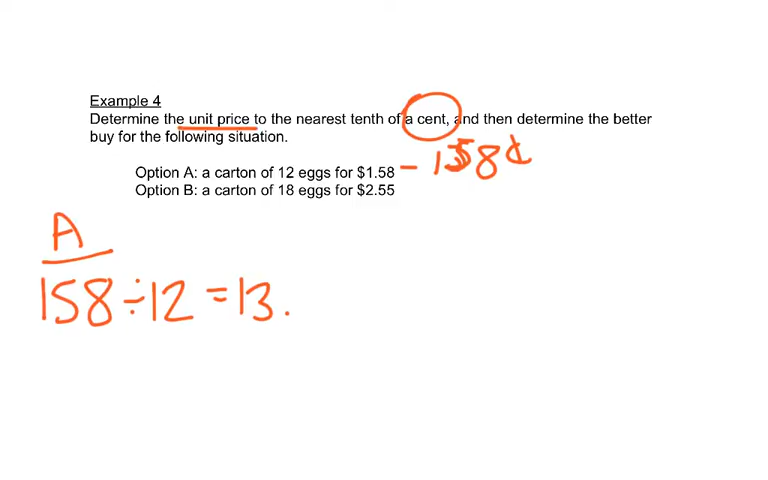 Example 4
Determine the unit price to the nearest tenth of a cent, and then determine the better
buy for the following situation.
Option A: a carton of 12 eggs for $1.58 - 158¢
Option B: a carton of 18 eggs for $2.55
A
158 ÷ 12 = 13.